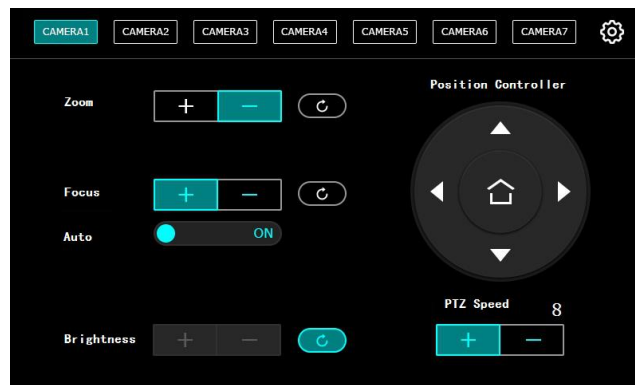 CAMERA1 CAMERA2 CAMERA3 CAMERA4 CAMERA5 CAMERA6 CAMERA7
Position Controller
Zoom + −
Focus + −
Auto ON
PTZ Speed 8
Brightness + −
+ −